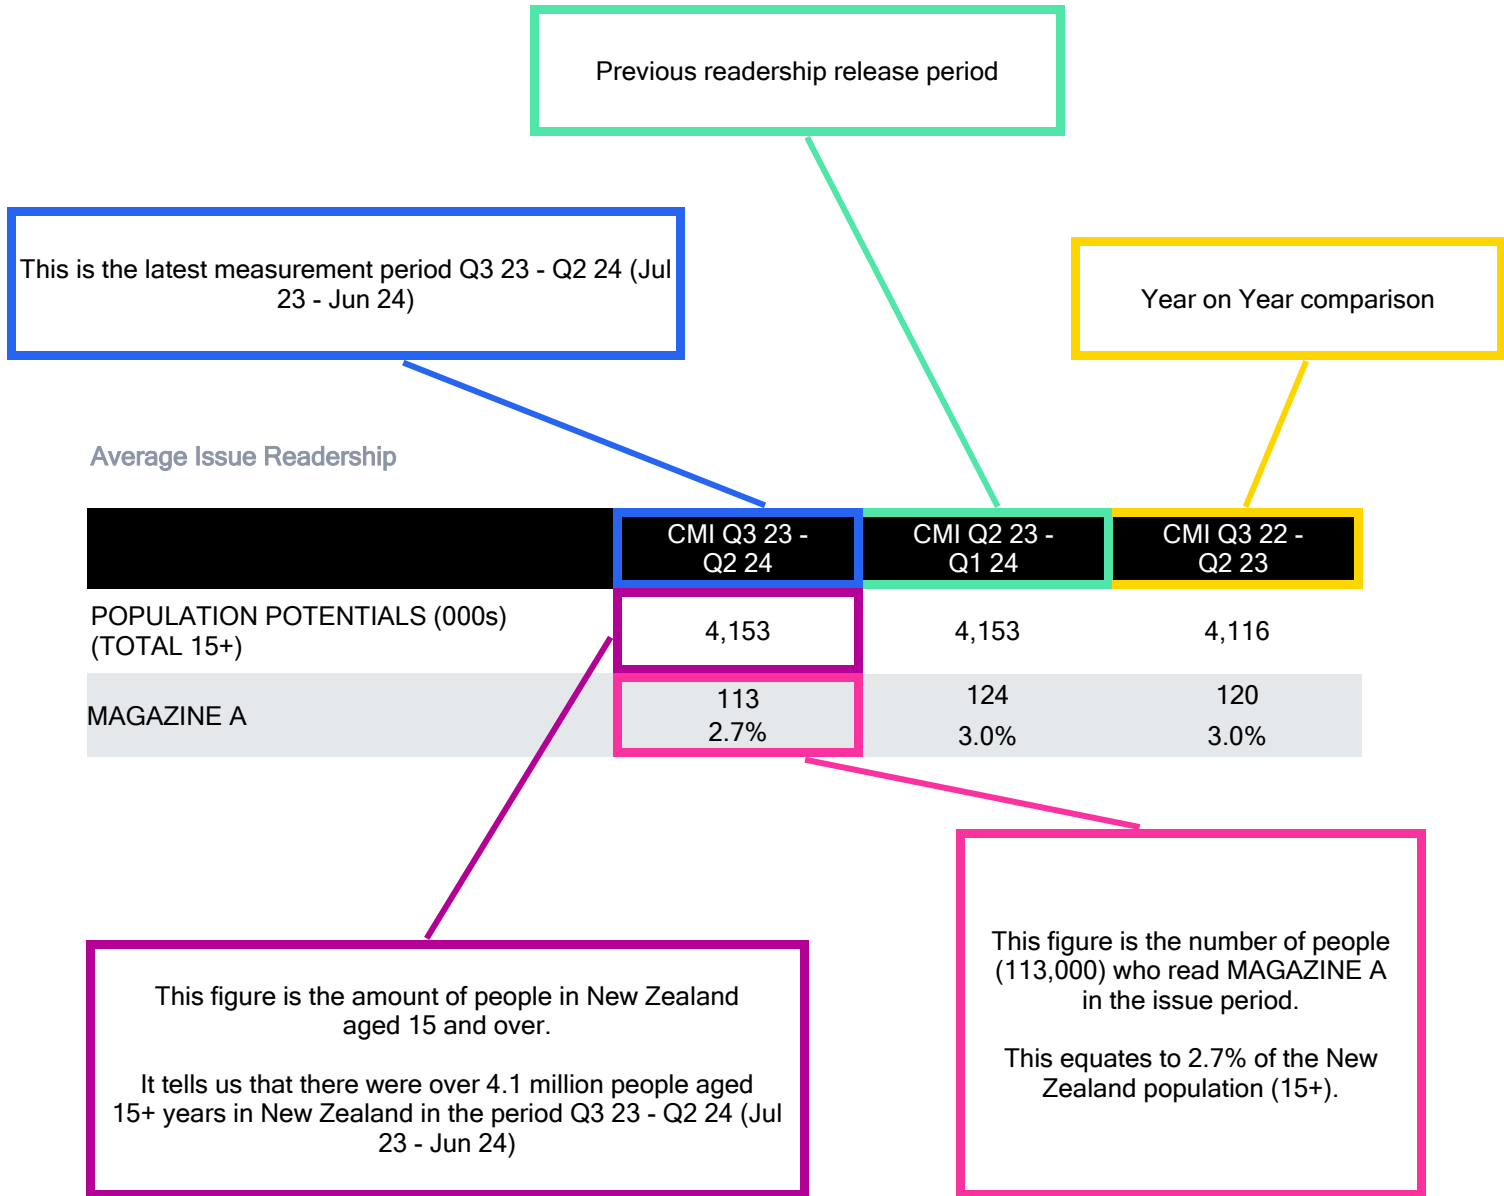 Previous readership release period
This is the latest measurement period Q3 23 - Q2 24 (Jul
23 - Jun 24)
Year on Year comparison
Average Issue Readership
CMI Q3 23 -
Q2 24
CMI Q2 23 -
Q1 24
CMI Q3 22 -
Q2 23
POPULATION POTENTIALS (000s)
(TOTAL 15+)
4,153
4,153
4,116
MAGAZINE A
113
2.7%
124
3.0%
120
3.0%
This figure is the amount of people in New Zealand
aged 15 and over.
It tells us that there were over 4.1 million people aged
15+ years in New Zealand in the period Q3 23 - Q2 24 (Jul
23 - Jun 24)
This figure is the number of people
(113,000) who read MAGAZINE A
in the issue period.
This equates to 2.7% of the New
Zealand population (15+).